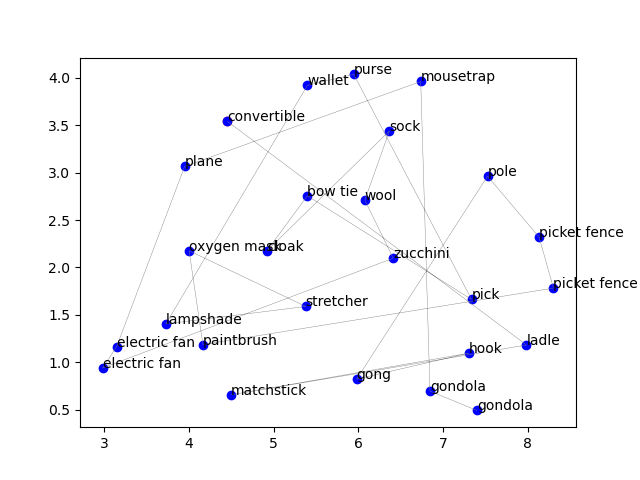 purse
mousetrap
wallet
4.0
convertible
sock
3.5
plane
pole
3.0
bow tie
wool
2.5
picket fence
oxygen mask
cloak
zucchini
2.0
picket fence
pick
stretcher
lampshade
1.5
electric fan
paintbrush
ladle
hook
1.0
electric fan
gong
matchstick
gondola
0.5
gondola
3 4 5 6 7 8